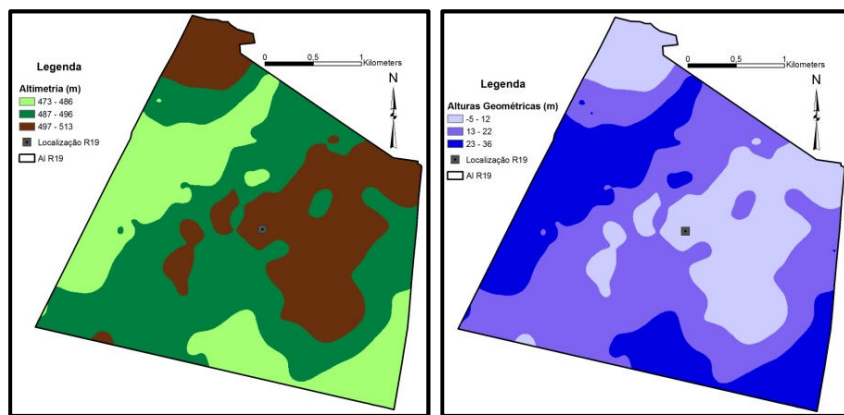 Legenda
Altimetria (m)
473 - 486
487 - 496
497 - 513
Localização R19
AI R19
0 0,5 1
Kilometers
N
Legenda
Alturas Geométricas (m)
-5 - 12
13 - 22
23 - 36
Localização R19
AI R19
0 0,5 1
Kilometers
N